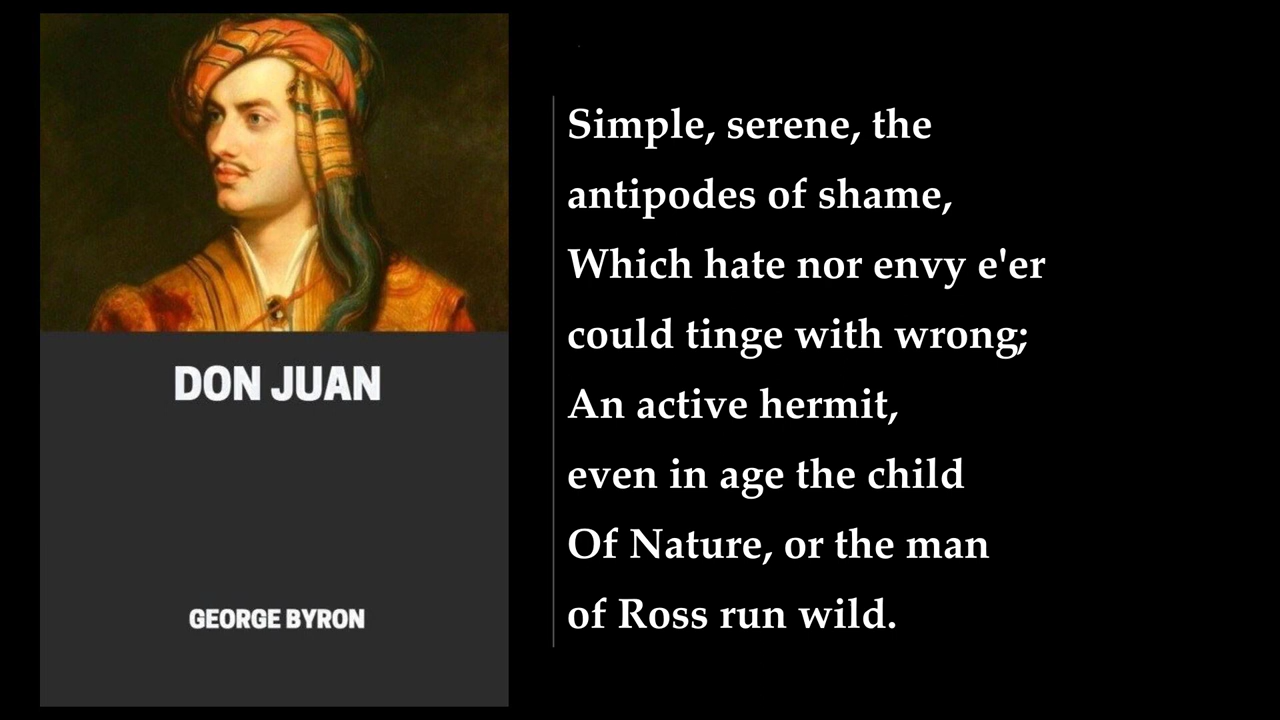 DON JUAN
GEORGE BYRON
Simple, serene, the
antipodes of shame,
Which hate nor envy e'er
could tinge with wrong;
An active hermit,
even in age the child
Of Nature, or the man
of Ross run wild.